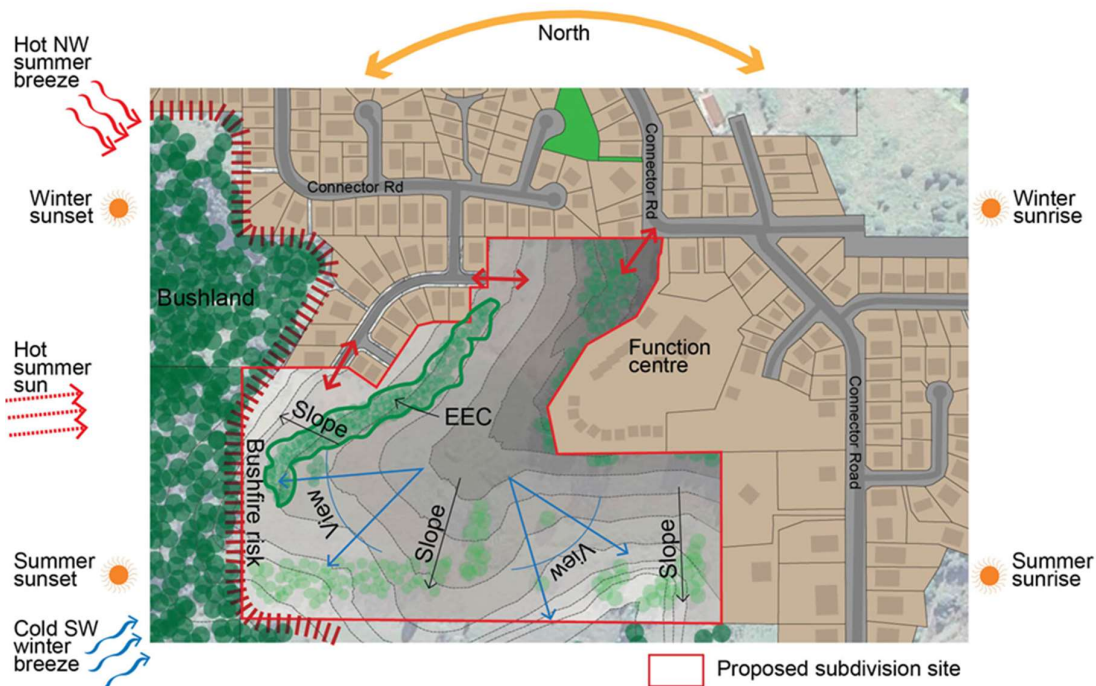 North
Hot NW
summer
breeze
Connector Rd
Connector Rd
Winter
sunset
Winter
sunrise
Bushland
Hot
summer
sun
Function
centre
Connector Road
Slope
EEC
Bushfire risk
View
Slope
View
Slope
Summer
sunset
Summer
sunrise
Cold SW
winter
breeze
Proposed subdivision site